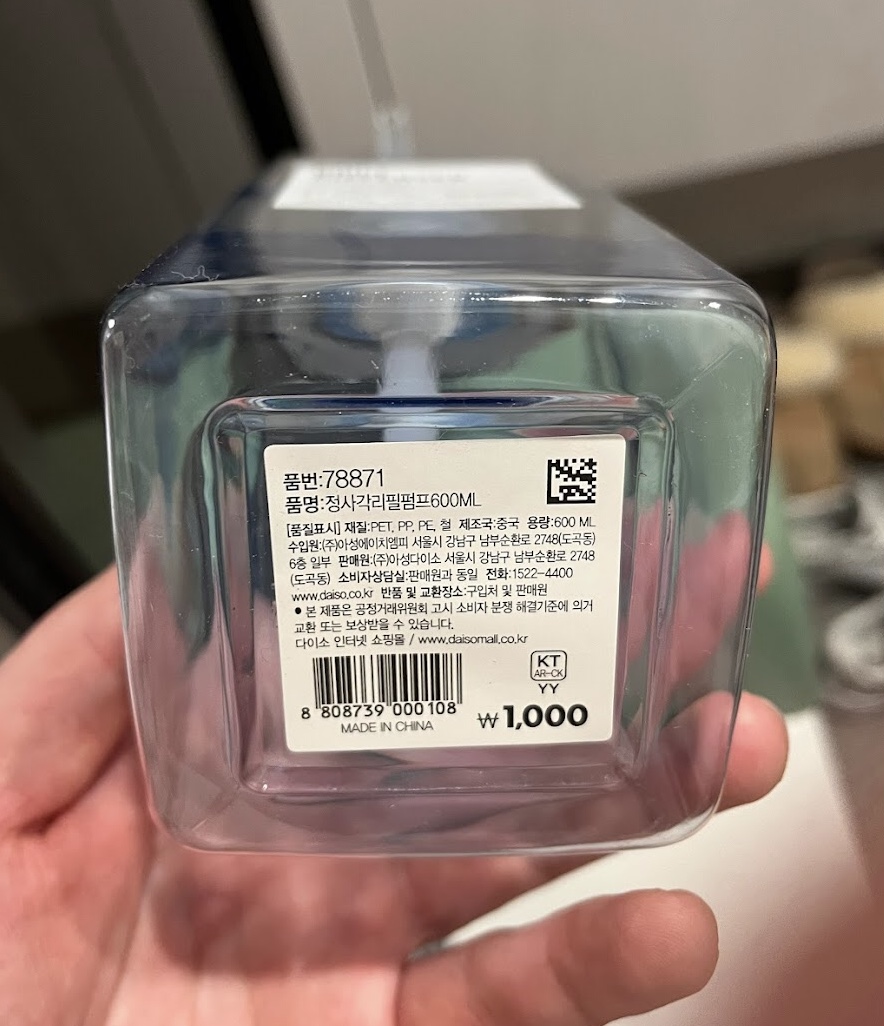 품번:78871
품명:정사각리필펌프600ML
[품질표시] 재질:PET, PP, PE, 철 제조국:중국 용량:600 ML
수입원:(주)아성에이치엠피 서울시 강남구 남부순환로 2748(도곡동)
6층 일부 판매원:(주)아성다이소 서울시 강남구 남부순환로 2748
(도곡동) 소비자상담실:판매원과 동일 전화:1522-4400
www.daiso.co.kr 반품 및 교환장소:구입처 및 판매원
● 본 제품은 공정거래위원회 고시 소비자 분쟁 해결기준에 의거
교환 또는 보상받을 수 있습니다.
다이소 인터넷 쇼핑몰 / www.daisomall.co.kr
KT
AR-CK
YY
8 808739 000108
MADE IN CHINA
₩1,000